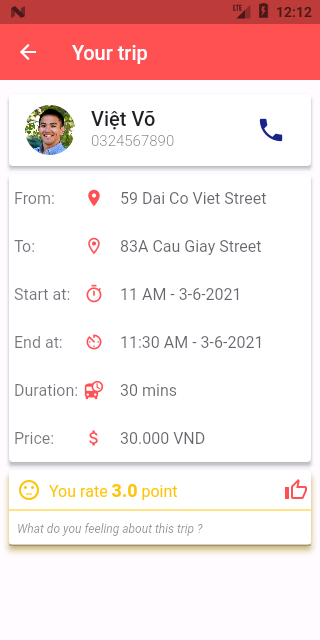 LTE 12:12
Your trip
Việt Võ
0324567890
From: 59 Dai Co Viet Street
To: 83A Cau Giay Street
Start at: 11 AM - 3-6-2021
End at: 11:30 AM - 3-6-2021
Duration: 30 mins
Price: $ 30.000 VND
You rate 3.0 point
What do you feeling about this trip ?